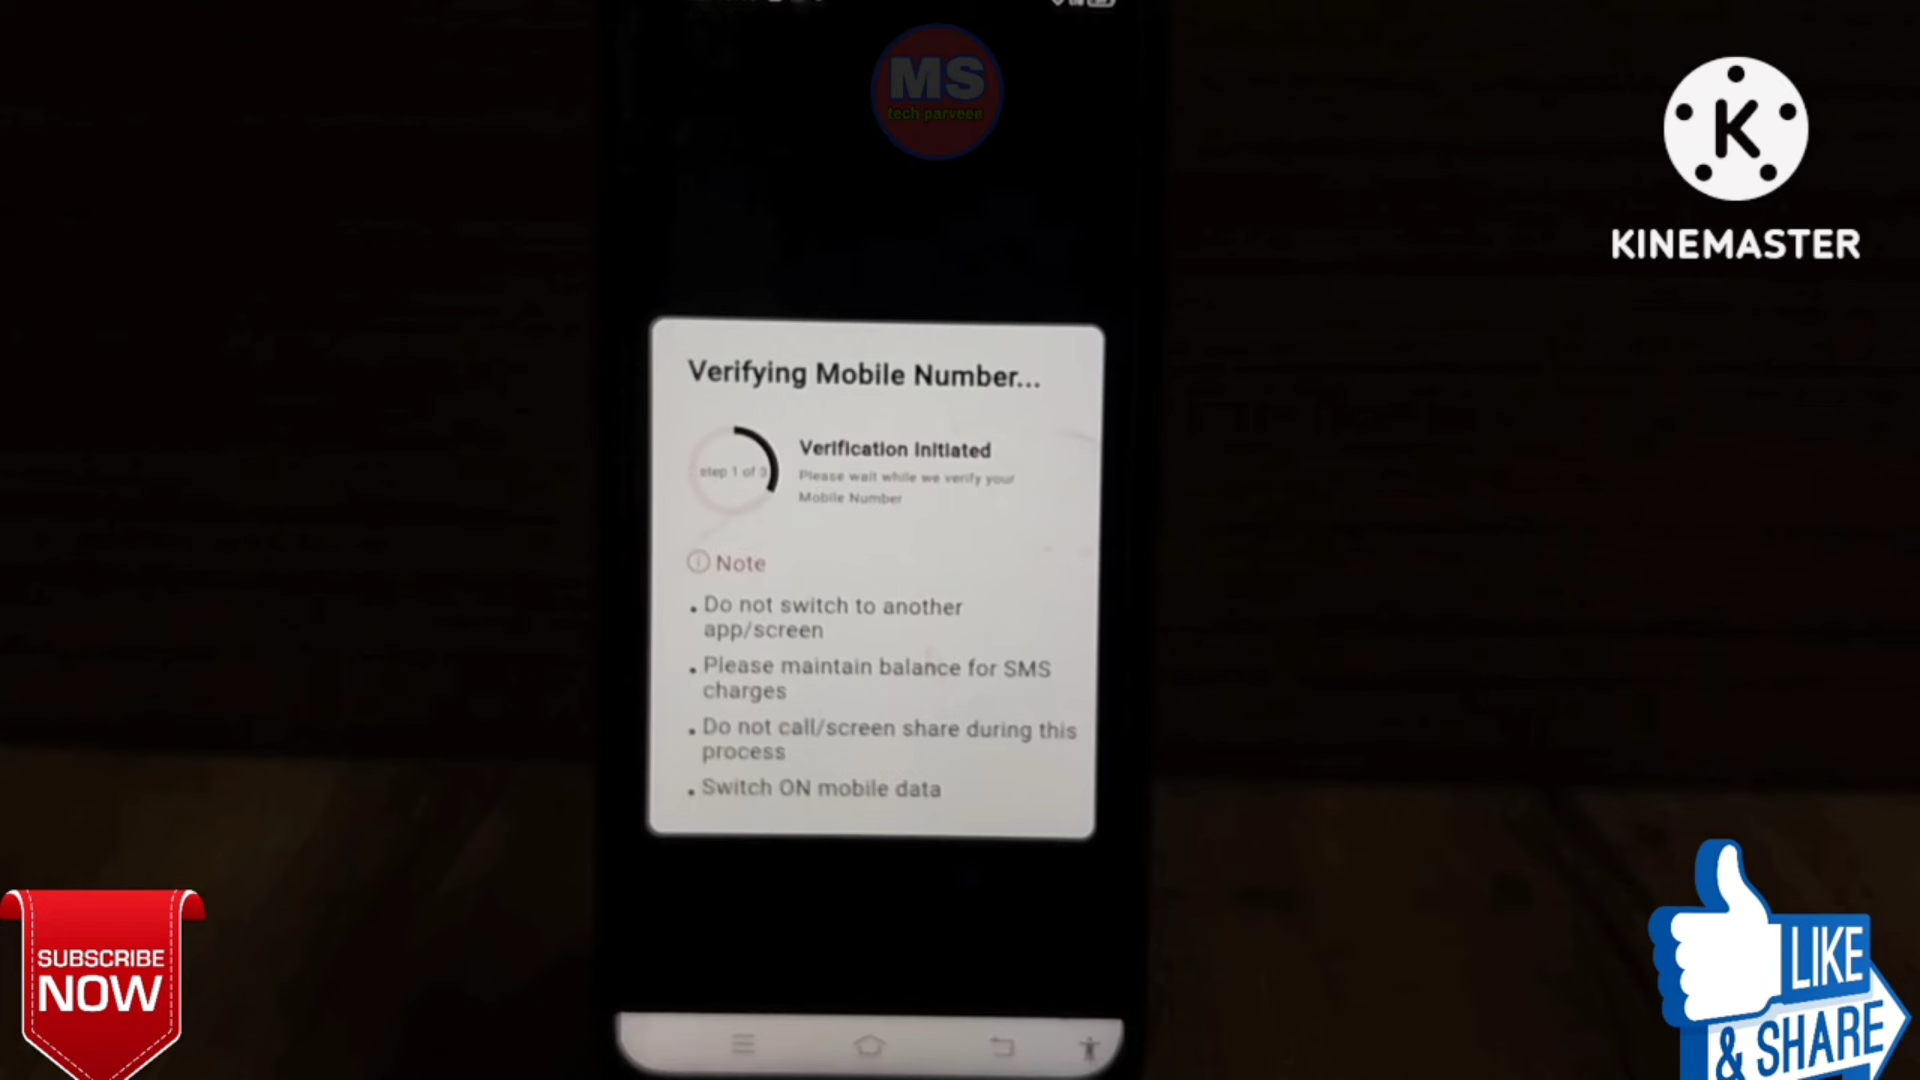 MS
tech parveen
K
KINEMASTER
Verifying Mobile Number...
step 1 of 3
Verification Initiated
Please wait while we verify your
Mobile Number
Note
• Do not switch to another
app/screen
• Please maintain balance for SMS
charges
• Do not call/screen share during this
process
• Switch ON mobile data
SUBSCRIBE
NOW
LIKE
& SHARE